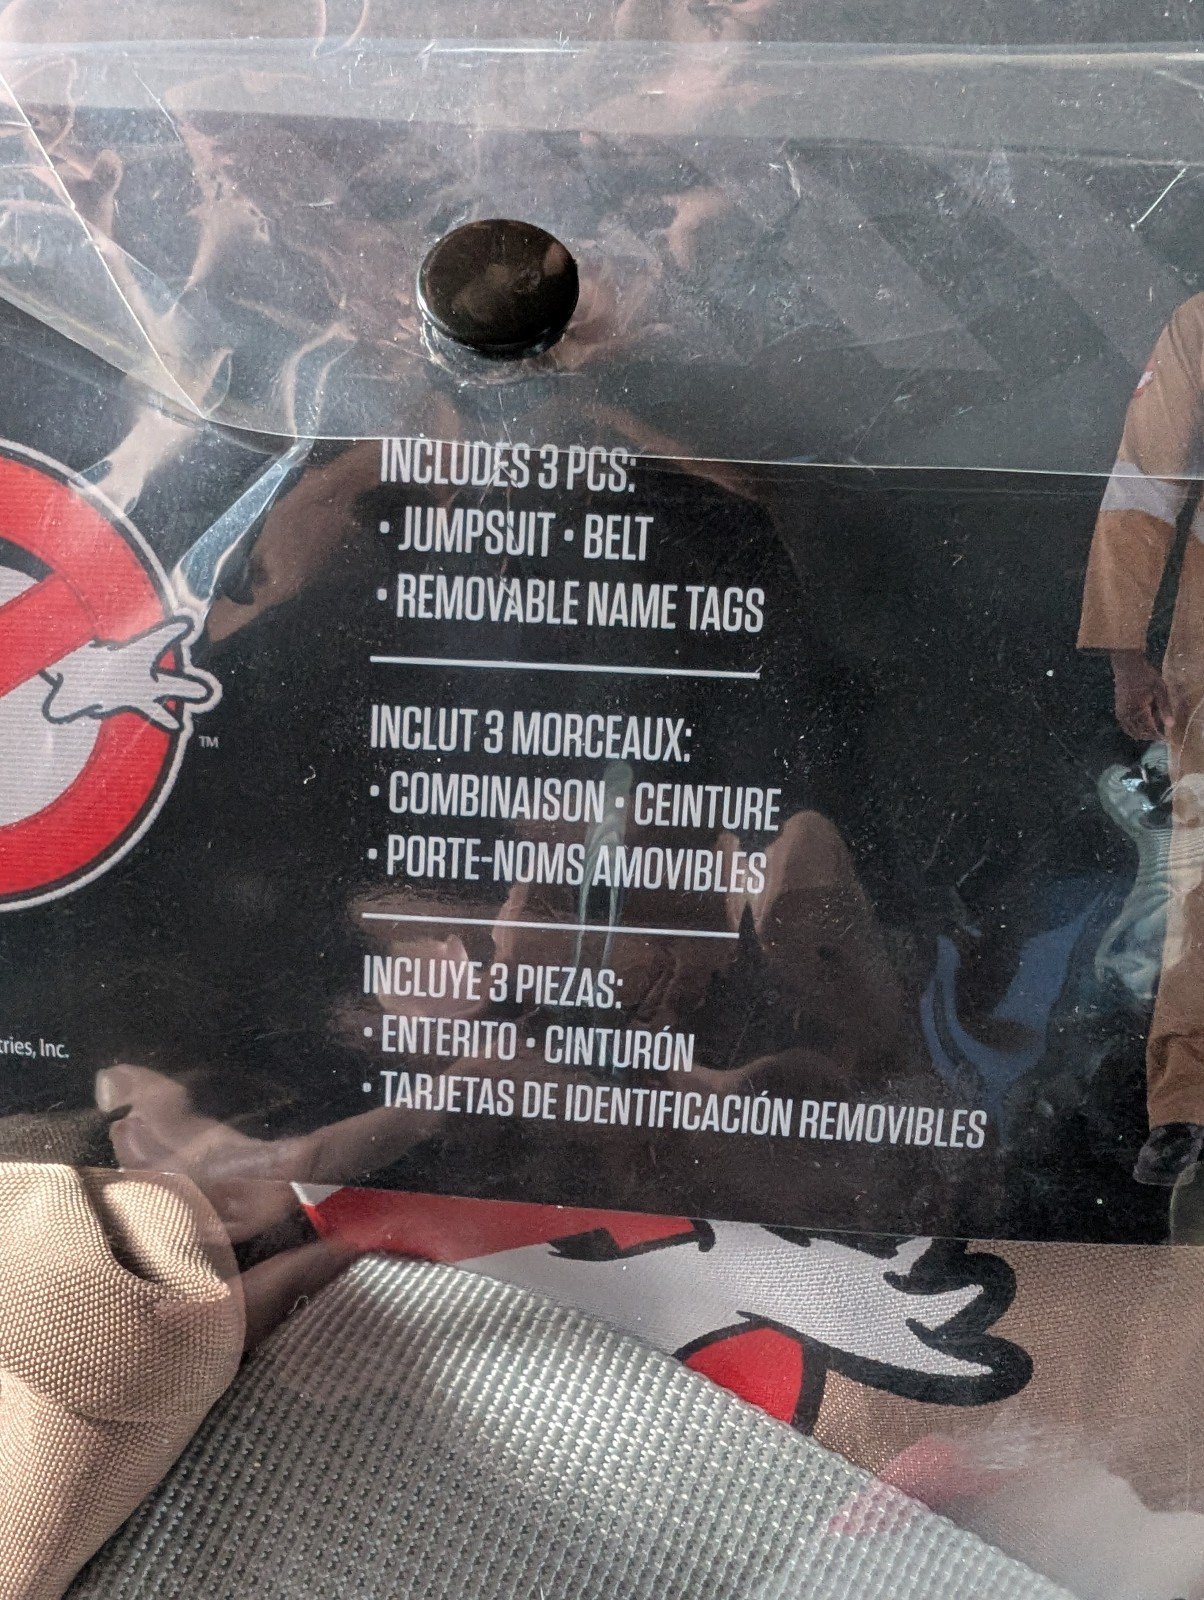 INCLUDES 3 PCS:
• JUMPSUIT • BELT
• REMOVABLE NAME TAGS
INCLUT 3 MORCEAUX:
• COMBINAISON • CEINTURE
• PORTE-NOMS AMOVIBLES
INCLUYE 3 PIEZAS:
• ENTERITO • CINTURÓN
• TARJETAS DE IDENTIFICACIÓN REMOVIBLES
TM
tries, Inc.